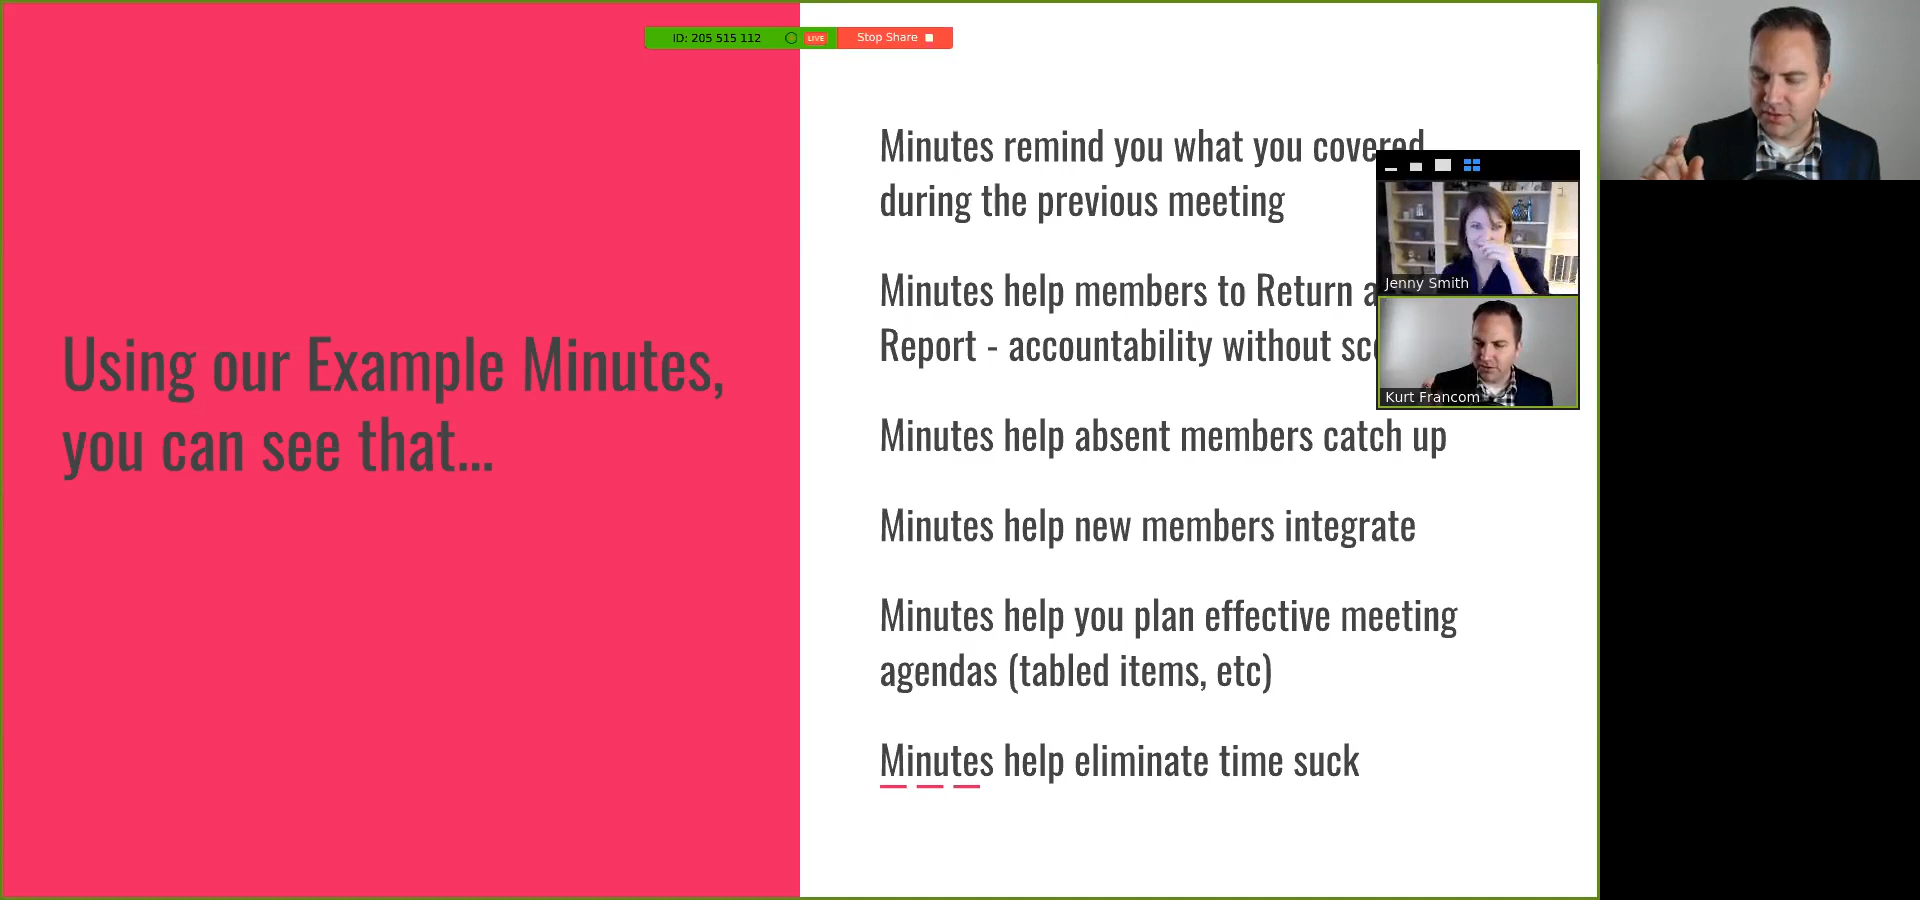 ID: 205 515 112
LIVE
Stop Share
Using our Example Minutes,
you can see that...
Minutes remind you what you covered
during the previous meeting
Minutes help members to Return
Report - accountability without
Minutes help absent members catch up
Minutes help new members integrate
Minutes help you plan effective meeting
agendas (tabled items, etc)
Minutes help eliminate time suck
Jenny Smith
Kurt Francom